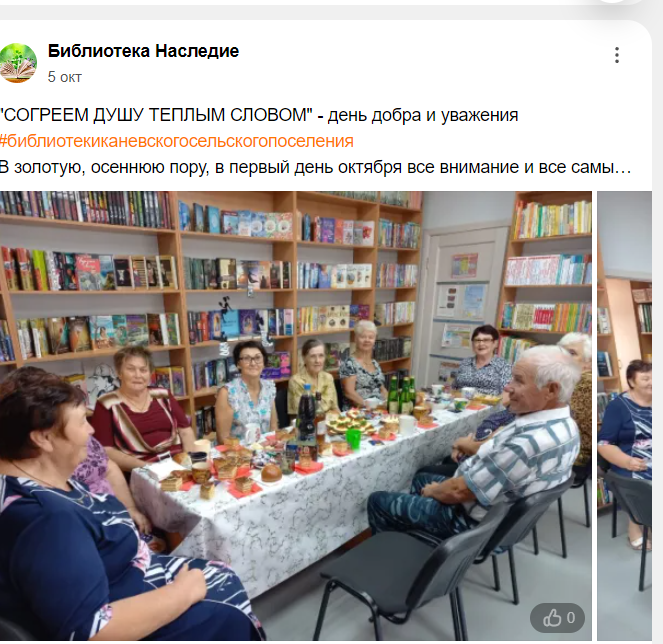 Библиотека Наследие
5 окт
"СОГРЕЕМ ДУШУ ТЕПЛЫМ СЛОВОМ" - день добра и уважения
#библиотекиканевскогосельскогопоселения
В золотую, осеннюю пору, в первый день октября все внимание и все самы...
0